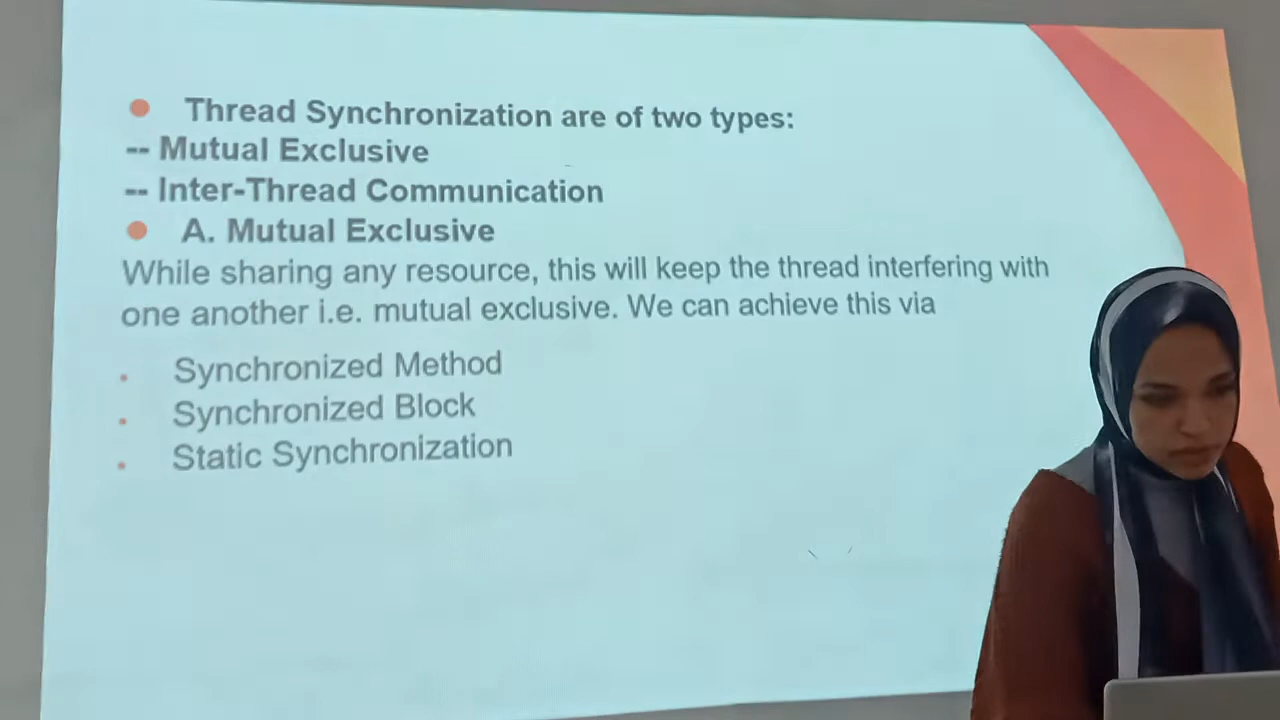 ● Thread Synchronization are of two types:
-- Mutual Exclusive
-- Inter-Thread Communication
● A. Mutual Exclusive
While sharing any resource, this will keep the thread interfering with
one another i.e. mutual exclusive. We can achieve this via
. Synchronized Method
. Synchronized Block
. Static Synchronization